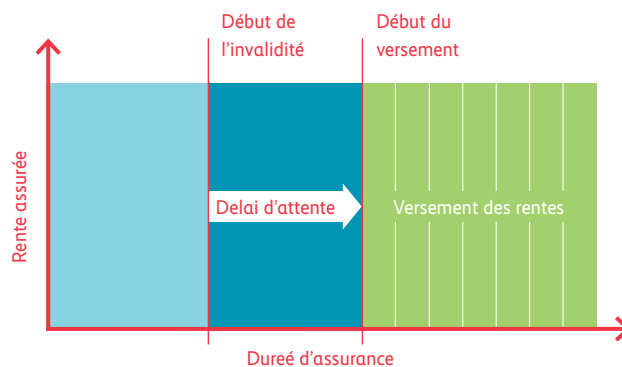 Début de
l'invalidité
Début du
versement
Rente assurée
Delai d'attente
Versement des rentes
Dureé d'assurance